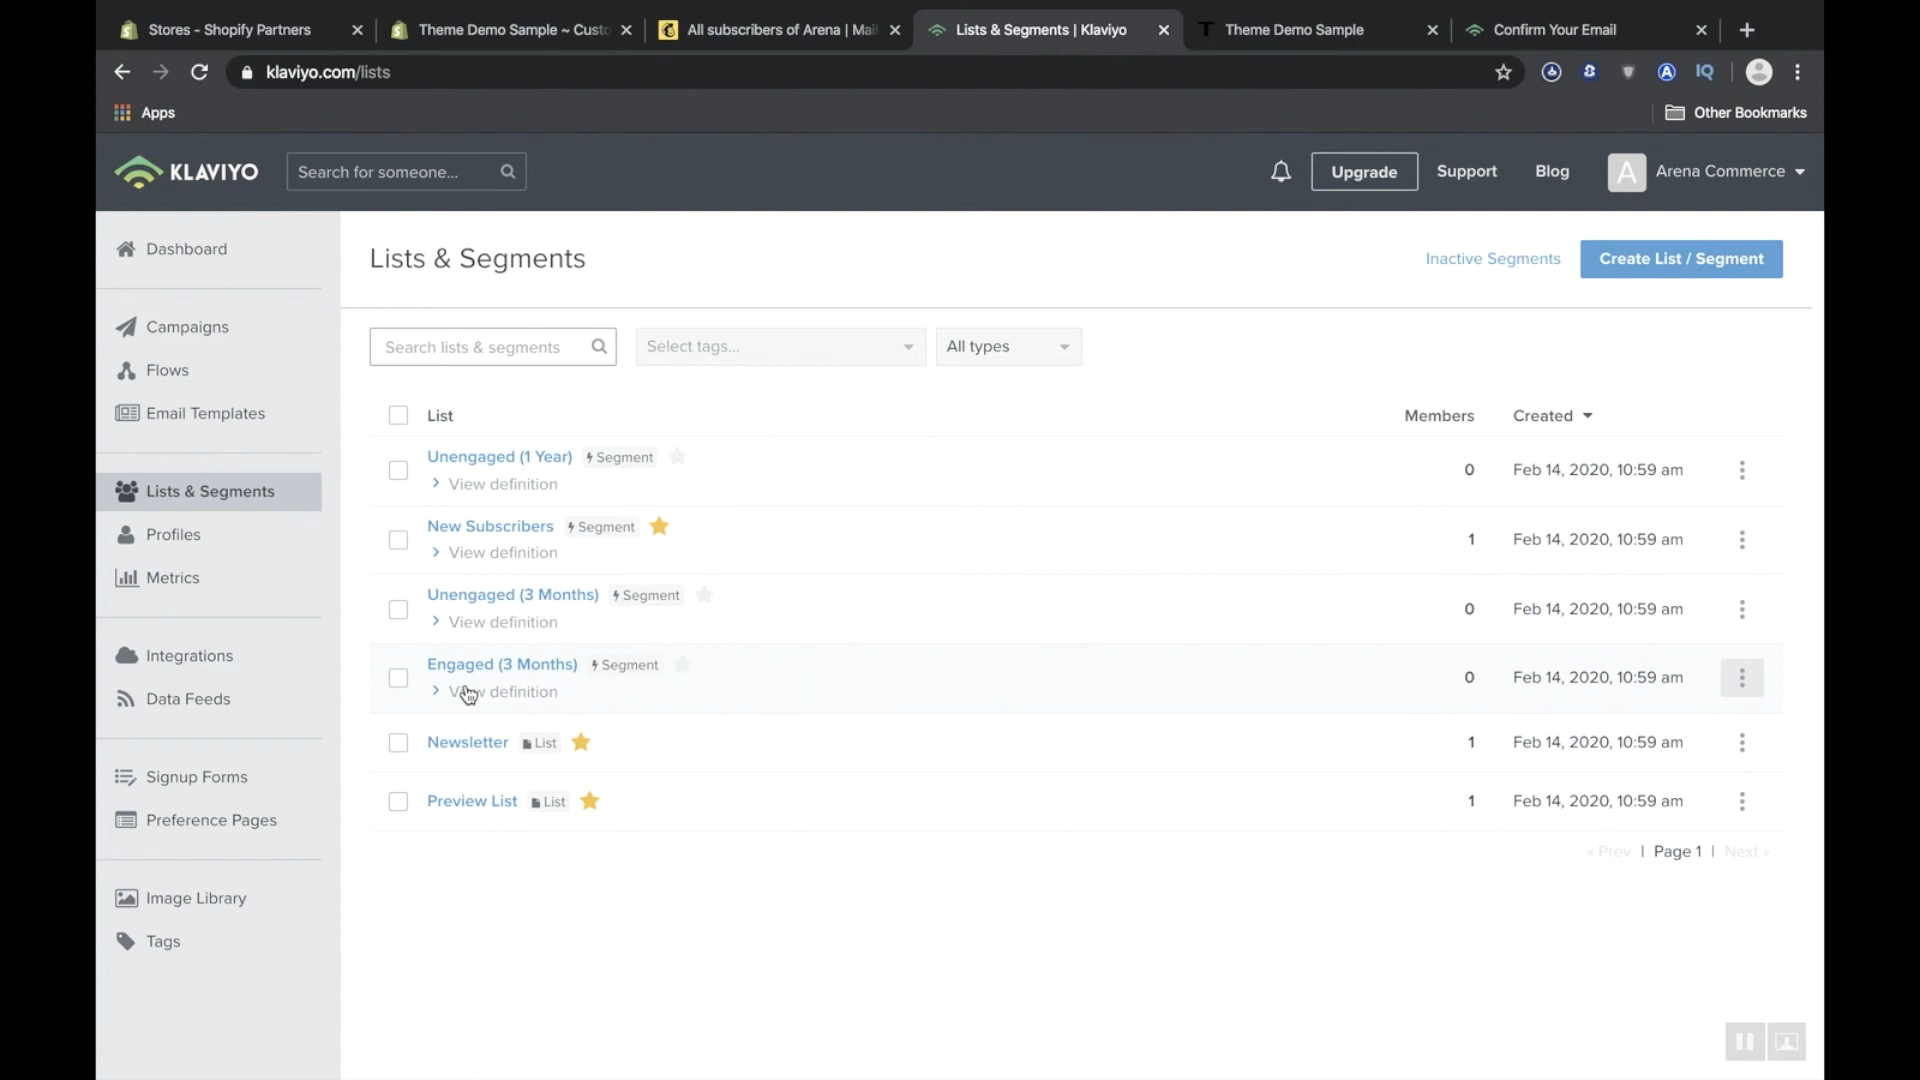 Stores - Shopify Partners
Theme Demo Sample ~ Custo
All subscribers of Arena | Mail
Lists & Segments | Klaviyo
Theme Demo Sample
Confirm Your Email
klaviyo.com/lists
IQ
Apps
Other Bookmarks
KLAVIYO
Search for someone...
Upgrade
Support
Blog
A
Arena Commerce
Dashboard
Campaigns
Flows
Email Templates
Lists & Segments
Profiles
Metrics
Integrations
Data Feeds
Signup Forms
Preference Pages
Image Library
Tags
Lists & Segments
Inactive Segments
Create List / Segment
Search lists & segments
Select tags...
All types
List
Members
Created
Unengaged (1 Year) Segment
View definition
0
Feb 14, 2020, 10:59 am
New Subscribers Segment
View definition
1
Feb 14, 2020, 10:59 am
Unengaged (3 Months) Segment
View definition
0
Feb 14, 2020, 10:59 am
Engaged (3 Months) Segment
View definition
0
Feb 14, 2020, 10:59 am
Newsletter List
1
Feb 14, 2020, 10:59 am
Preview List List
1
Feb 14, 2020, 10:59 am
« Prev | Page 1 | Next »